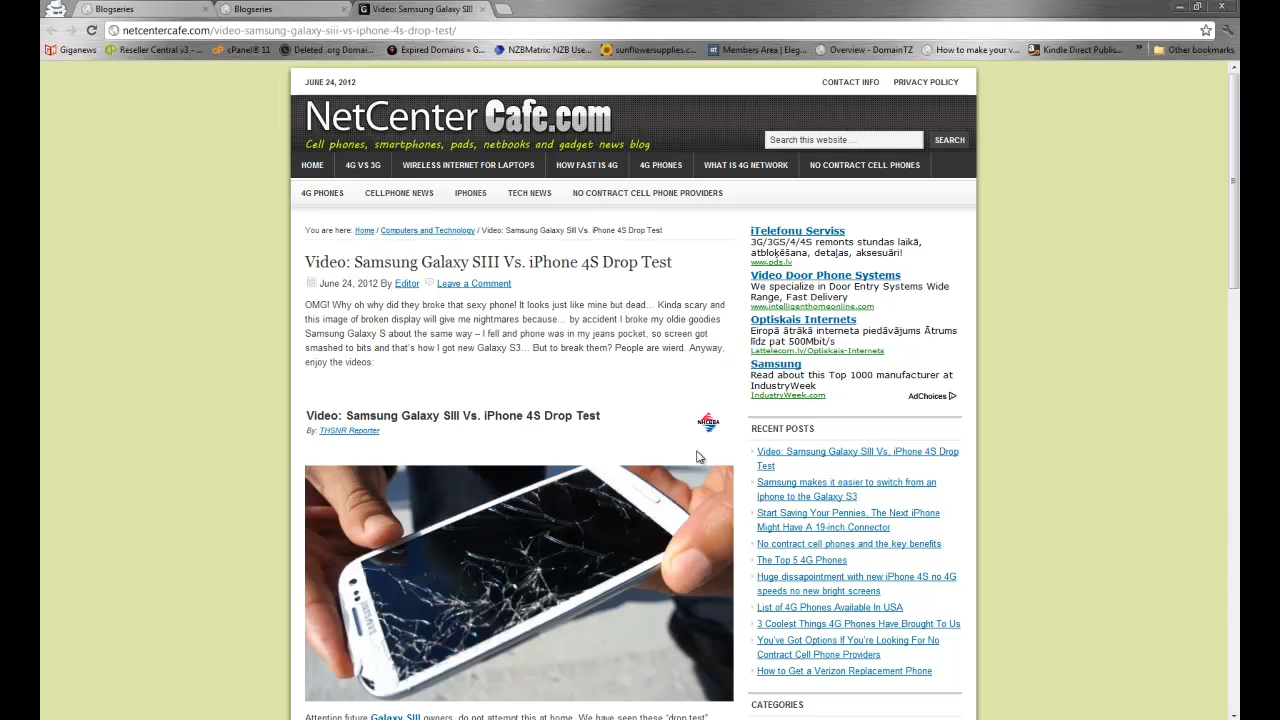 Blogseries
Blogseries
Video: Samsung Galaxy SIII
netcentercafe.com/video-samsung-galaxy-siii-vs-iphone-4s-drop-test/
Giganews
Reseller Central v3 -...
cPanel® 11
Deleted .org Domai...
Expired Domains » G...
NZBMatrix: NZB Use...
sunflowersupplies.c...
Members Area | Eleg...
Overview - DomainTZ
How to make your v...
Kindle Direct Publis...
»
Other bookmarks
JUNE 24, 2012
CONTACT INFO
PRIVACY POLICY
NetCenter Cafe.com
Cell phones, smartphones, pads, netbooks and gadget news blog
Search this website ...
SEARCH
HOME
4G VS 3G
WIRELESS INTERNET FOR LAPTOPS
HOW FAST IS 4G
4G PHONES
WHAT IS 4G NETWORK
NO CONTRACT CELL PHONES
4G PHONES
CELLPHONE NEWS
IPHONE5
TECH NEWS
NO CONTRACT CELL PHONE PROVIDERS
You are here: Home / Computers and Technology / Video: Samsung Galaxy SIII Vs. iPhone 4S Drop Test
Video: Samsung Galaxy SIII Vs. iPhone 4S Drop Test
June 24, 2012 By Editor Leave a Comment
OMG! Why oh why did they broke that sexy phone! It looks just like mine but dead... Kinda scary and
this image of broken display will give me nightmares because... by accident I broke my oldie goodies
Samsung Galaxy S about the same way – I fell and phone was in my jeans pocket, so screen got
smashed to bits and that's how I got new Galaxy S3... But to break them? People are wierd. Anyway,
enjoy the videos:
Video: Samsung Galaxy SIII Vs. iPhone 4S Drop Test
By: THSNR Reporter
SAMSUNG
Attention future Galaxy SIII owners, do not attempt this at home. We have seen these "drop test"
iTelefonu Serviss
3G/3GS/4/4S remonts stundas laikā,
atbloķēšana, detaļas, aksesuāri!
www.pds.lv
Video Door Phone Systems
We specialize in Door Entry Systems Wide
Range, Fast Delivery
www.intelligenthomeonline.com
Optiskais Internets
Eiropā ātrākā interneta piedāvājums Ātrums
līdz pat 500Mbit/s
Lattelecom.lv/Optiskais-Internets
Samsung
Read about this Top 1000 manufacturer at
IndustryWeek
IndustryWeek.com
AdChoices
RECENT POSTS
Video: Samsung Galaxy SIII Vs. iPhone 4S Drop
Test
Samsung makes it easier to switch from an
Iphone to the Galaxy S3
Start Saving Your Pennies, The Next iPhone
Might Have A 19-inch Connector
No contract cell phones and the key benefits
The Top 5 4G Phones
Huge dissapointment with new iPhone 4S no 4G
speeds no new bright screens
List of 4G Phones Available In USA
3 Coolest Things 4G Phones Have Brought To Us
You've Got Options If You're Looking For No
Contract Cell Phone Providers
How to Get a Verizon Replacement Phone
CATEGORIES